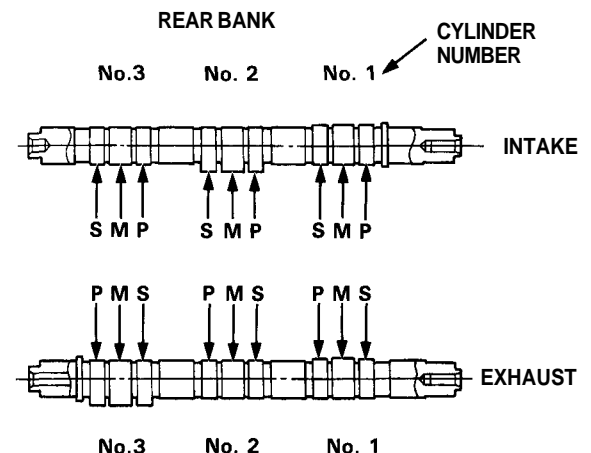 REAR BANK
CYLINDER
NUMBER
No.3 No. 2 No. 1
INTAKE
S M P S M P S M P
P M S P M S P M S
EXHAUST
No.3 No. 2 No. 1